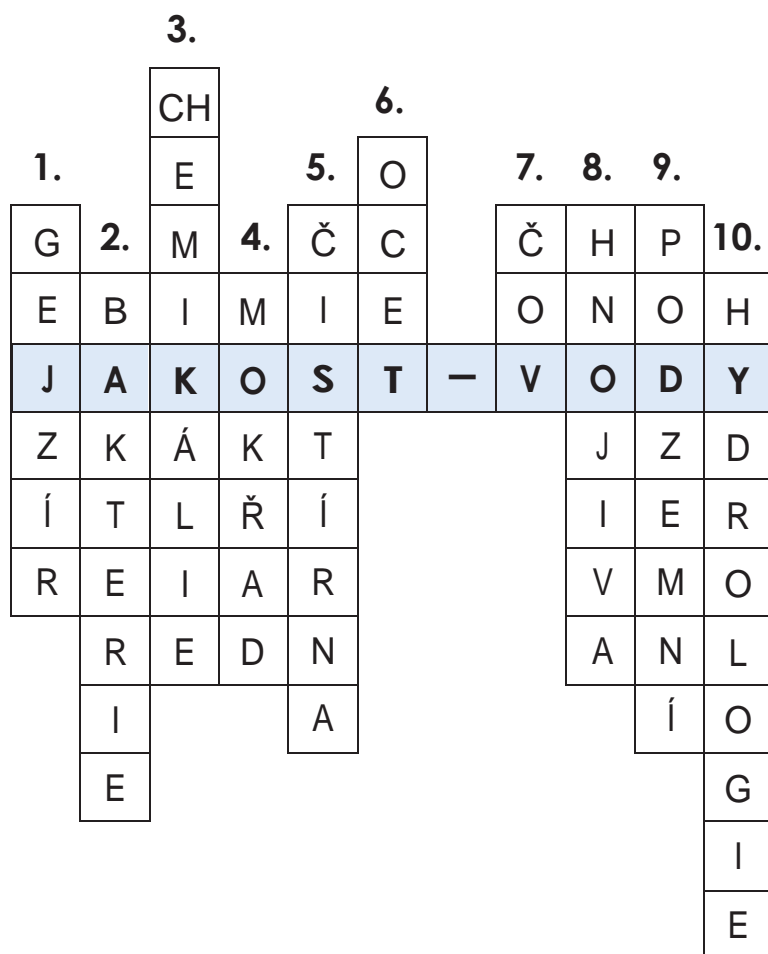 3.
CH 6.
1. E 5. O 7. 8. 9.
G 2. M 4. Č C Č H P 10.
E B I M I E O N O H
J A K O S T – V O D Y
Z K Á K T J Z D
Í T L Ř Í I E R
R E I A R V M O
R E D N A N L
I A Í O
E G
I
E